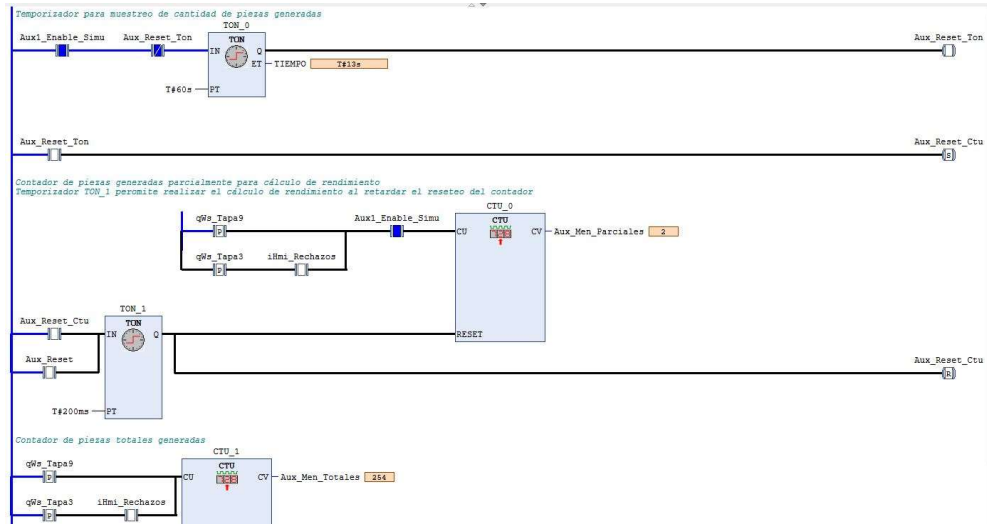 Temporizador para muestreo de cantidad de piezas generadas
TON_0
Aux1_Enable_Simu Aux_Reset_Ton TON Aux_Reset_Ton
IN Q
ET TIEMPO T#13s
T#60s PT
Aux_Reset_Ton Aux_Reset_Ctu
S
Contador de piezas generadas parcialmente para cálculo de rendimiento
Temporizador TON_1 peromite realizar el cálculo de rendimiento al retardar el reseteo del contador
CTU_0
qWs_Tapa9 Aux1_Enable_Simu CTU
P CU CV Aux_Men_Parciales 2
qWs_Tapa3 iHmi_Rechazos
P
TON_1
Aux_Reset_Ctu TON
IN Q RESET
Aux_Reset Aux_Reset_Ctu
R
T#200ms PT
Contador de piezas totales generadas
CTU_1
qWs_Tapa9 CTU
P CU CV Aux_Men_Totales 254
qWs_Tapa3 iHmi_Rechazos
P